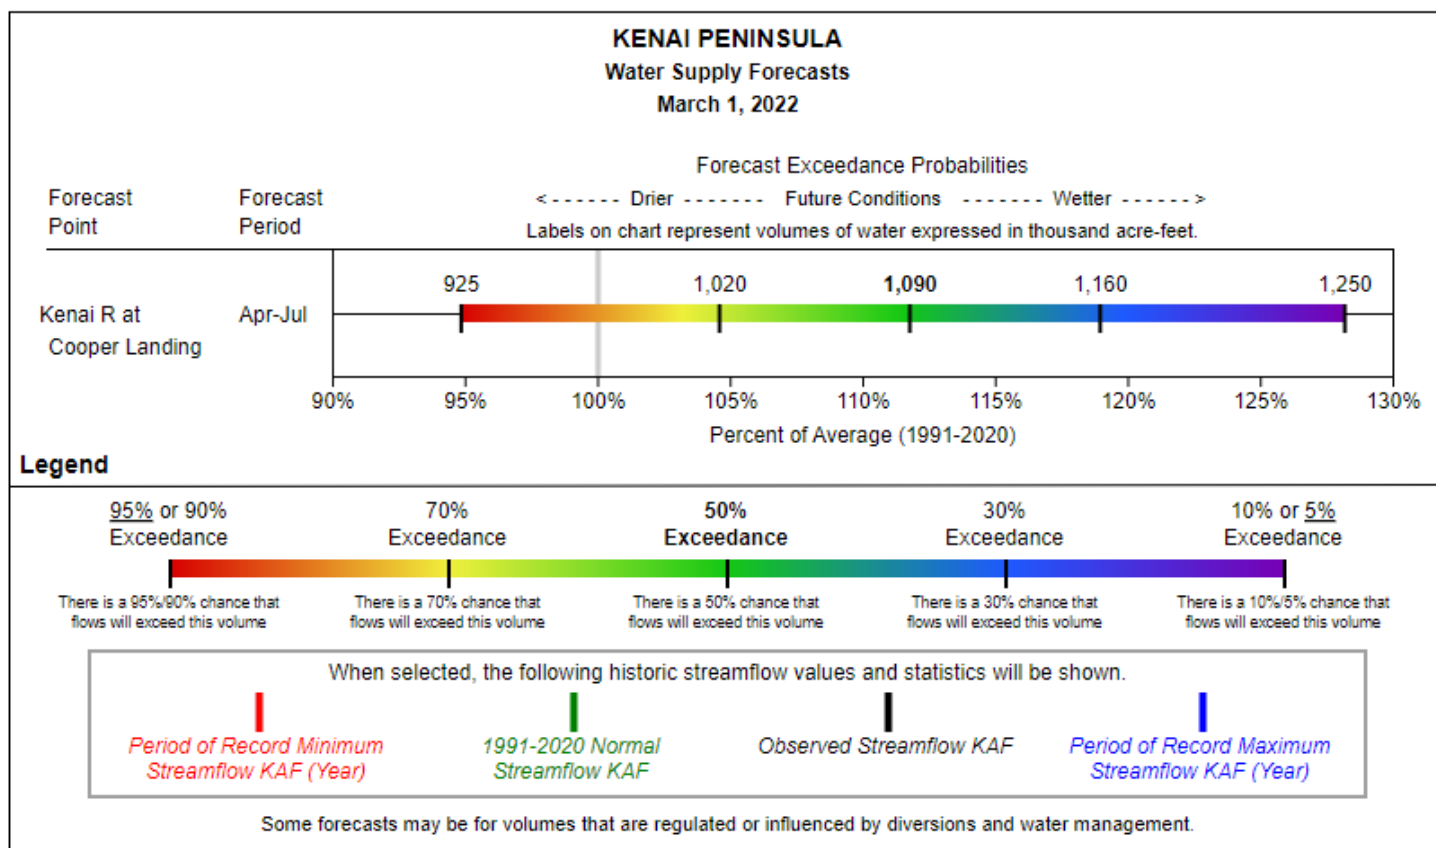 KENAI PENINSULA
Water Supply Forecasts
March 1, 2022
Forecast Exceedance Probabilities
Forecast Point
Forecast Period
<------ Drier ------- Future Conditions ------- Wetter ------>
Labels on chart represent volumes of water expressed in thousand acre-feet.
925 1,020 1,090 1,160 1,250
Kenai R at
Cooper Landing
Apr-Jul
90% 95% 100% 105% 110% 115% 120% 125% 130%
Percent of Average (1991-2020)
Legend
95% or 90%
Exceedance
70%
Exceedance
50%
Exceedance
30%
Exceedance
10% or 5%
Exceedance
There is a 95%/90% chance that
flows will exceed this volume
There is a 70% chance that
flows will exceed this volume
There is a 50% chance that
flows will exceed this volume
There is a 30% chance that
flows will exceed this volume
There is a 10%/5% chance that
flows will exceed this volume
When selected, the following historic streamflow values and statistics will be shown.
Period of Record Minimum
Streamflow KAF (Year)
1991-2020 Normal
Streamflow KAF
Observed Streamflow KAF
Period of Record Maximum
Streamflow KAF (Year)
Some forecasts may be for volumes that are regulated or influenced by diversions and water management.